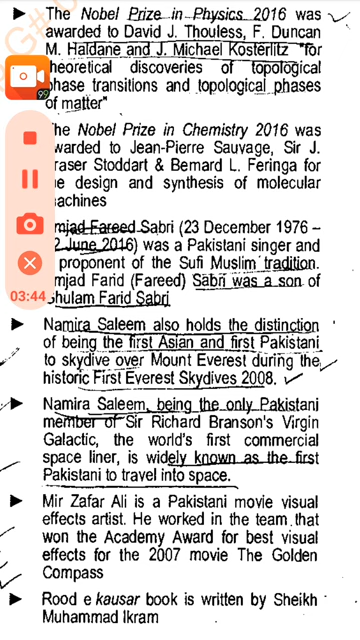 The Nobel Prize in Physics 2016 was
awarded to David J. Thouless, F. Duncan
M. Haldane and J. Michael Kosterlitz "for
theoretical discoveries of topological
phase transitions and topological phases
of matter"
The Nobel Prize in Chemistry 2016 was
warded to Jean-Pierre Sauvage, Sir J.
raser Stoddart & Bernard L. Feringa for
e design and synthesis of molecular
achines
mjad Fareed Sabri (23 December 1976 –
2 June 2016) was a Pakistani singer and
proponent of the Sufi Muslim tradition.
mjad Farid (Fareed) Sabri was a son of
03:44
hulam Farid Sabri
Namira Saleem also holds the distinction
of being the first Asian and first Pakistani
to skydive over Mount Everest during the
historic First Everest Skydives 2008.
Namira Saleem, being the only Pakistani
member of Sir Richard Branson's Virgin
Galactic, the world's first commercial
space liner, is widely known as the first
Pakistani to travel into space.
Mir Zafar Ali is a Pakistani movie visual
effects artist. He worked in the team that
won the Academy Award for best visual
effects for the 2007 movie The Golden
Compass
Rood e kausar book is written by Sheikh
Muhammad Ikram